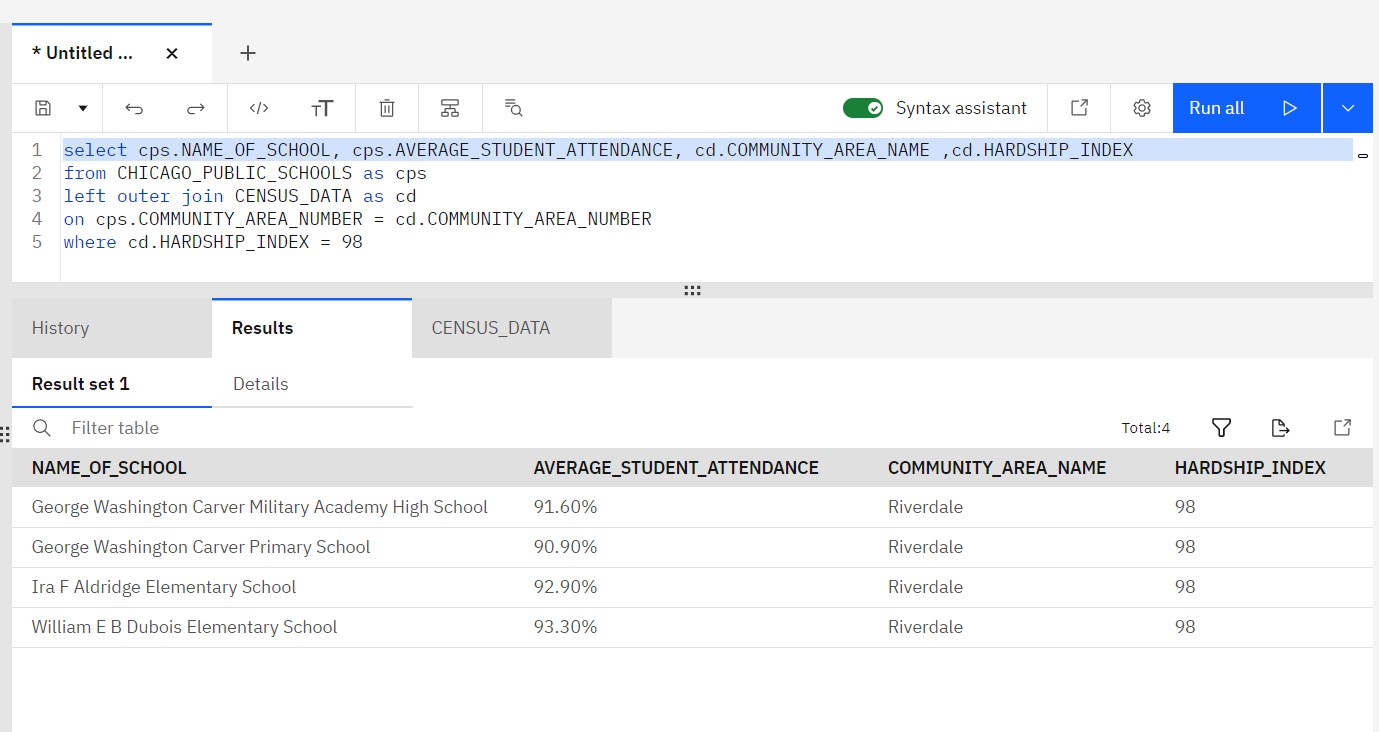 * Untitled ...
Syntax assistant
Run all
1 select cps.NAME_OF_SCHOOL, cps.AVERAGE_STUDENT_ATTENDANCE, cd.COMMUNITY_AREA_NAME ,cd.HARDSHIP_INDEX
2 from CHICAGO_PUBLIC_SCHOOLS as cps
3 left outer join CENSUS_DATA as cd
4 on cps.COMMUNITY_AREA_NUMBER = cd.COMMUNITY_AREA_NUMBER
5 where cd.HARDSHIP_INDEX = 98
History Results CENSUS_DATA
Result set 1 Details
Filter table Total:4
NAME_OF_SCHOOL AVERAGE_STUDENT_ATTENDANCE COMMUNITY_AREA_NAME HARDSHIP_INDEX
George Washington Carver Military Academy High School 91.60% Riverdale 98
George Washington Carver Primary School 90.90% Riverdale 98
Ira F Aldridge Elementary School 92.90% Riverdale 98
William E B Dubois Elementary School 93.30% Riverdale 98